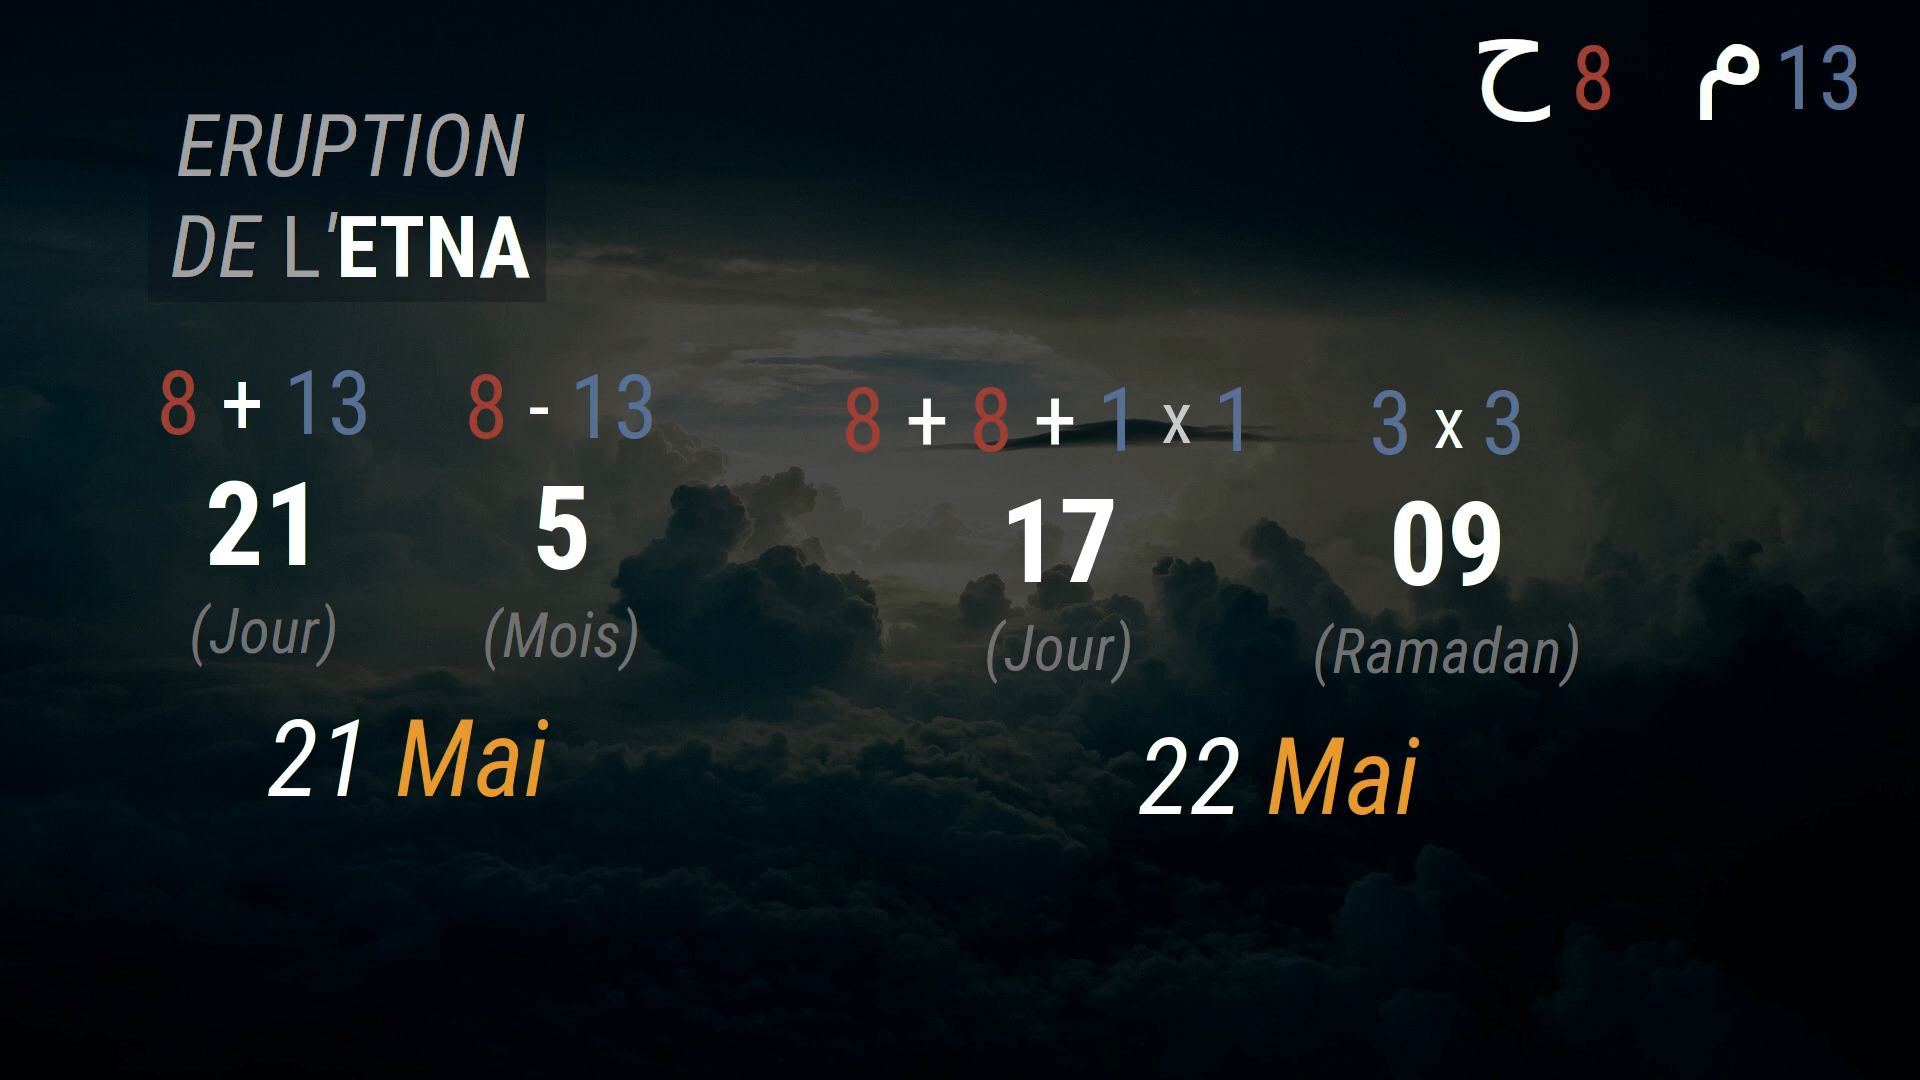 ح 8 م 13
ERUPTION
DE L'ETNA
8 + 13 8 - 13 8 + 8 + 1 x 1 3 x 3
21 5 17 09
(Jour) (Mois) (Jour) (Ramadan)
21 Mai 22 Mai